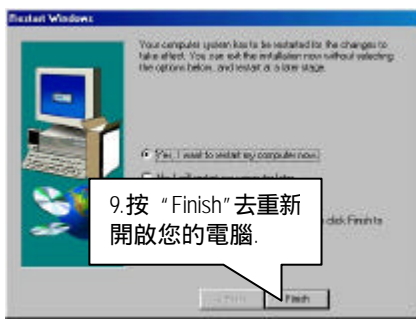 Restart Windows
Your computer system has to be restarted for the changes to
take effect. You can exit the installation now without selecting
the options below, and restart at a later stage.
Yes, I want to restart my computer now.
9.按 “Finish”去重新
開啟您的電腦.
click Finish to
Finish